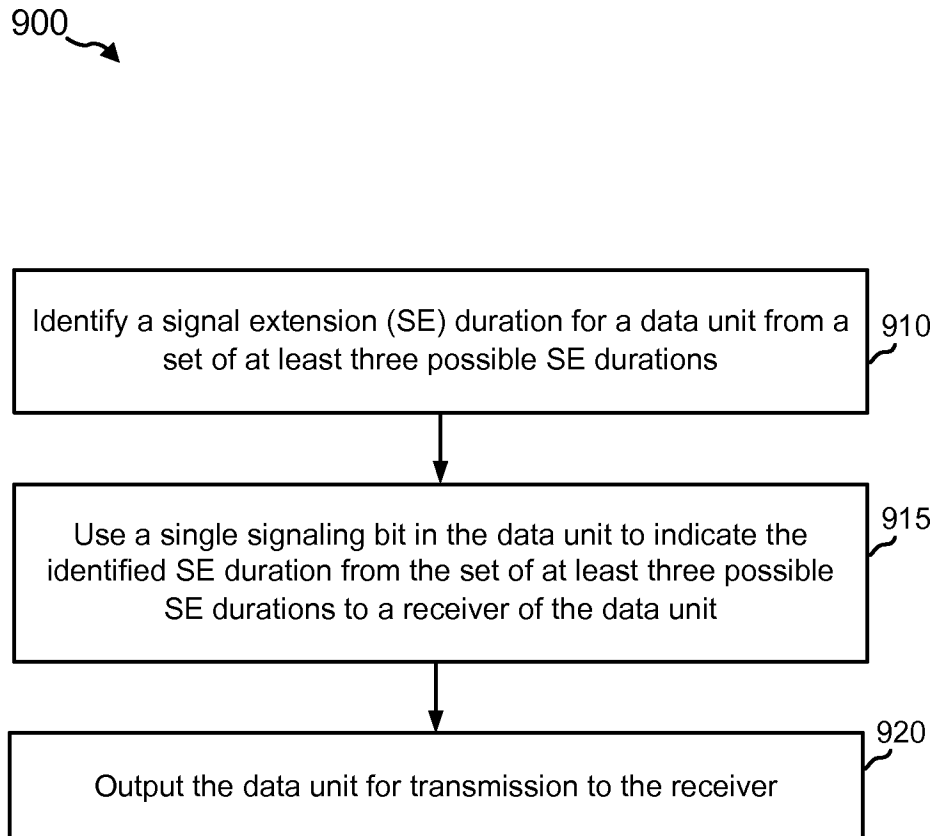 900
Identify a signal extension (SE) duration for a data unit from a
set of at least three possible SE durations
910
Use a single signaling bit in the data unit to indicate the
identified SE duration from the set of at least three possible
SE durations to a receiver of the data unit
915
Output the data unit for transmission to the receiver
920